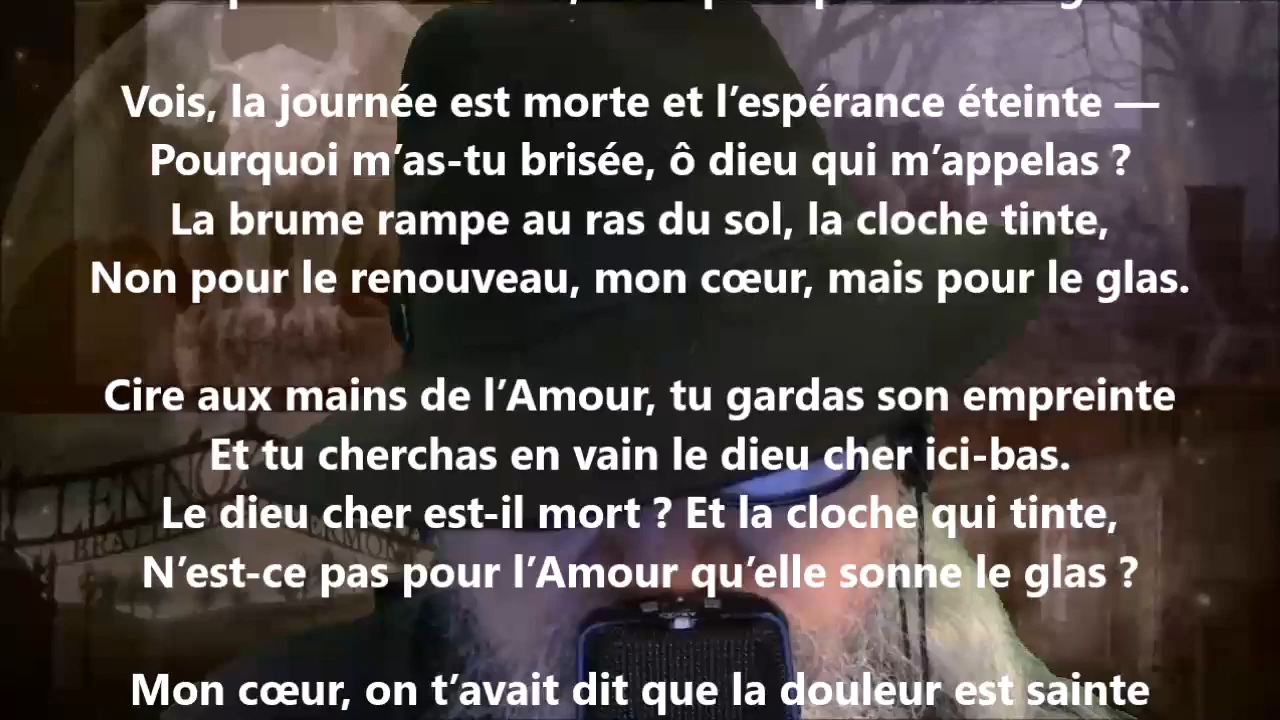 Vois, la journée est morte et l’espérance éteinte —
Pourquoi m’as-tu brisée, ô dieu qui m’appelas ?
La brume rampe au ras du sol, la cloche tinte,
Non pour le renouveau, mon cœur, mais pour le glas.
Cire aux mains de l’Amour, tu gardas son empreinte
Et tu cherchas en vain le dieu cher ici-bas.
Le dieu cher est-il mort ? Et la cloche qui tinte,
N’est-ce pas pour l’Amour qu’elle sonne le glas ?
Mon cœur, on t’avait dit que la douleur est sainte